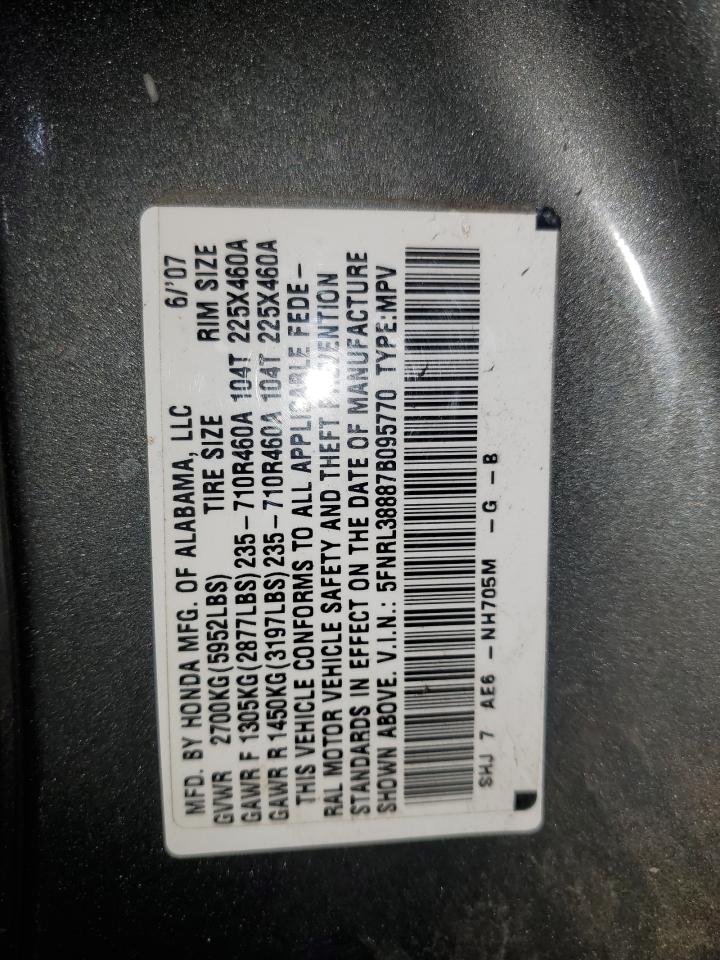 MFD. BY HONDA MFG. OF ALABAMA, LLC 6/'07
GVWR 2700KG(5952LBS) TIRE SIZE RIM SIZE
GAWR F 1305KG(2877LBS)235-710R460A 104T 225X460A
GAWR R 1450KG(3197LBS)235-710R460A 104T 225X460A
THIS VEHICLE CONFORMS TO ALL APPLICABLE FEDE-
RAL MOTOR VEHICLE SAFETY AND THEFT PREVENTION
STANDARDS IN EFFECT ON THE DATE OF MANUFACTURE
SHOWN ABOVE. V.I.N.: 5FNRL38887B095770 TYPE:MPV
SHJ 7 AE6 -NH705M -G -B